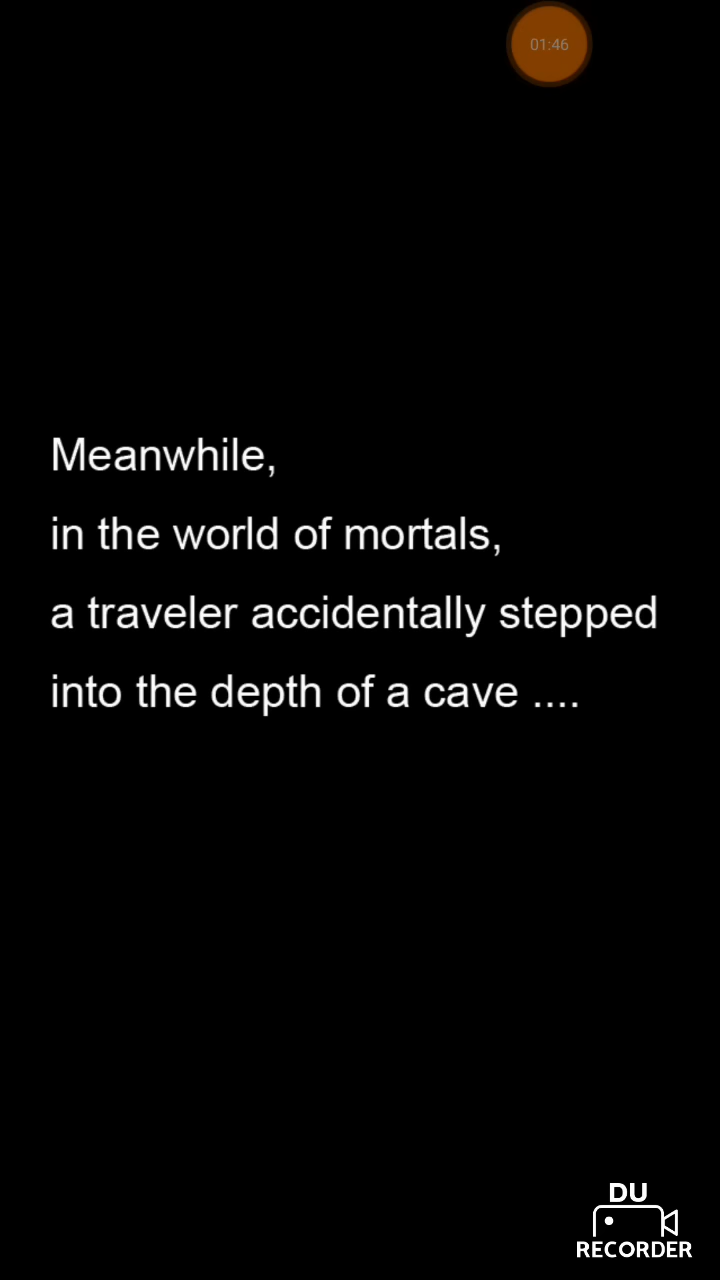 01:46
Meanwhile,
in the world of mortals,
a traveler accidentally stepped
into the depth of a cave ....
DU
RECORDER